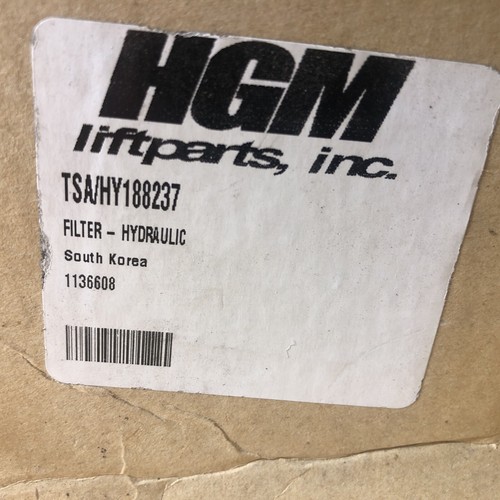 HGM
liftparts, inc.
TSA/HY188237
FILTER - HYDRAULIC
South Korea
1136608